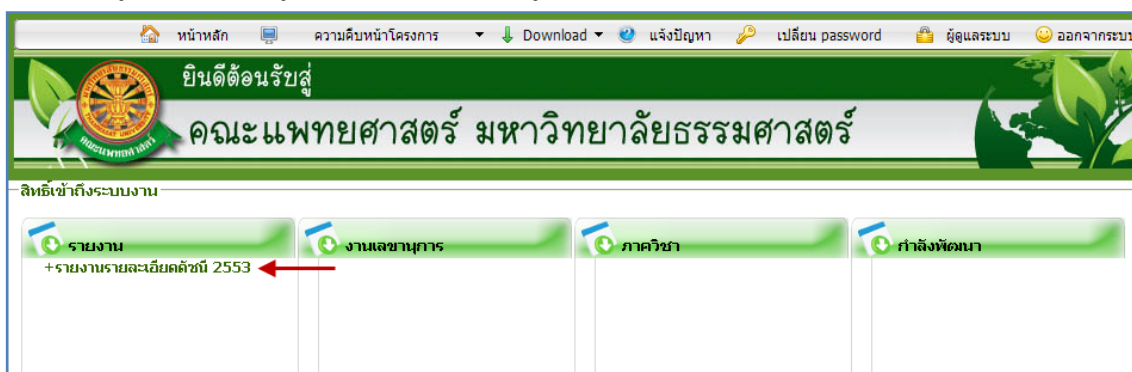 หน้าหลัก ความคืบหน้าโครงการ Download แจ้งปัญหา เปลี่ยน password ผู้ดูแลระบบ ออกจากระบบ
ยินดีต้อนรับสู่
คณะแพทยศาสตร์ มหาวิทยาลัยธรรมศาสตร์
สิทธิ์เข้าถึงระบบงาน
รายงาน งานเลขานุการ ภาควิชา กำลังพัฒนา
+รายงานรายละเอียดดัชนี 2553